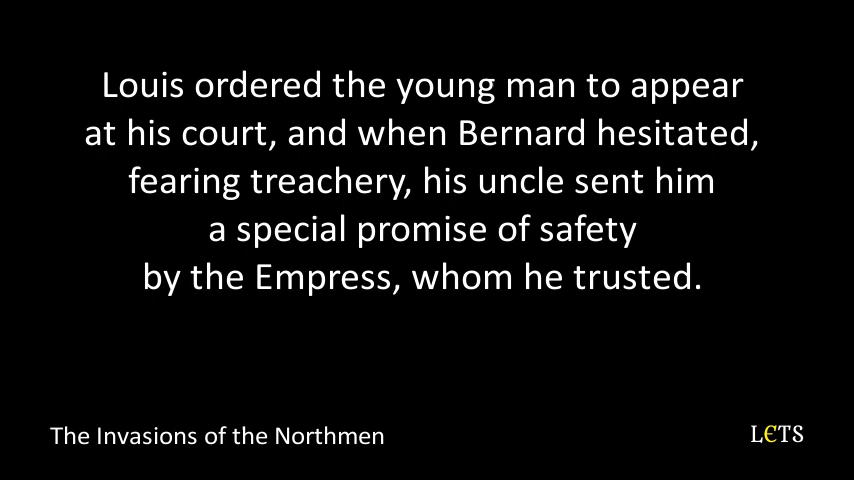 Louis ordered the young man to appear
at his court, and when Bernard hesitated,
fearing treachery, his uncle sent him
a special promise of safety
by the Empress, whom he trusted.
The Invasions of the Northmen
LETS